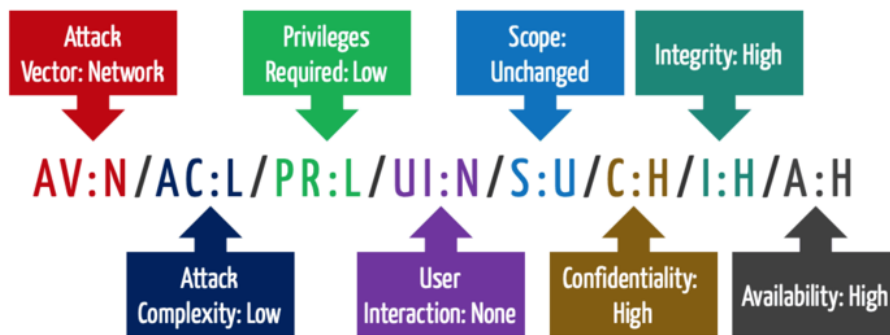 Attack
Vector: Network
Privileges
Required: Low
Scope:
Unchanged
Integrity: High
AV:N/AC:L/PR:L/UI:N/S:U/C:H/I:H/A:H
Attack
Complexity: Low
User
Interaction: None
Confidentiality:
High
Availability: High